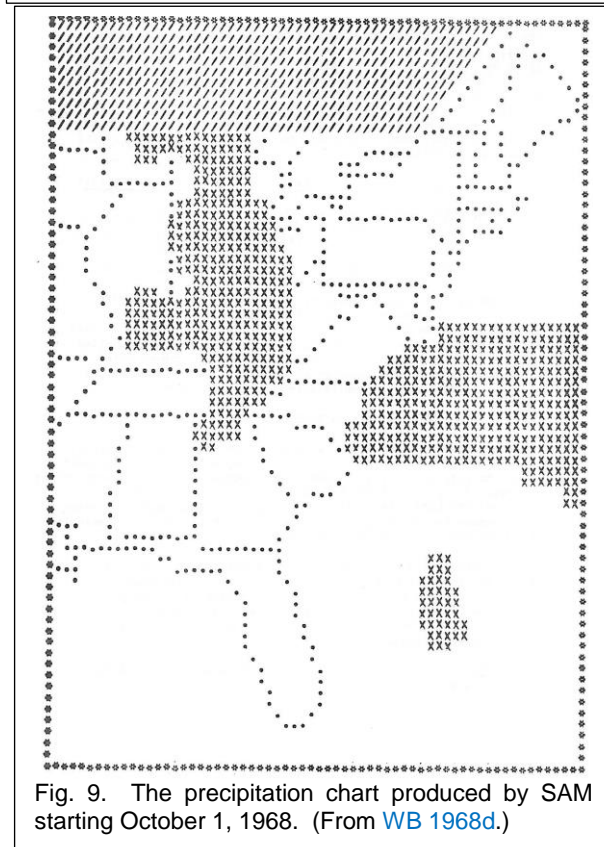 Fig. 9. The precipitation chart produced by SAM
starting October 1, 1968. (From WB 1968d.)